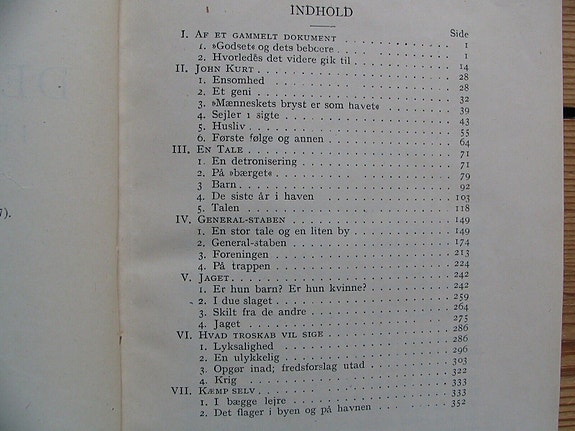 INDHOLD
Side
I. AF ET GAMMELT DOKUMENT . . . . . . . . . . . 1
1. »Godset« og dets beboere . . . . . . . . . . . 1
2. Hvorledes det videre gik til . . . . . . . . . . 14
II. JOHN KURT . . . . . . . . . . . . . . . . . . 28
1. Ensomhed . . . . . . . . . . . . . . . . . 28
2. Et geni . . . . . . . . . . . . . . . . . . 32
3. »Mænneskets bryst er som havet« . . . . . . . . 39
4. Sejler i sigte . . . . . . . . . . . . . . . . 43
5. Husliv . . . . . . . . . . . . . . . . . . 55
6. Første følge og annen . . . . . . . . . . . . 64
III. EN TALE . . . . . . . . . . . . . . . . . . . 71
1. En detronisering . . . . . . . . . . . . . . 71
2. På »bærget« . . . . . . . . . . . . . . . . 79
3 Barn . . . . . . . . . . . . . . . . . . . 92
4. De siste år i haven . . . . . . . . . . . . . 103
5. Talen . . . . . . . . . . . . . . . . . . . 118
IV. GENERAL-STABEN . . . . . . . . . . . . . . . 149
1. En stor tale og en liten by . . . . . . . . . . 149
2. General-staben . . . . . . . . . . . . . . . 174
3. Foreningen . . . . . . . . . . . . . . . . 213
4. På trappen . . . . . . . . . . . . . . . . 224
V. JAGET . . . . . . . . . . . . . . . . . . . . 242
1. Er hun barn? Er hun kvinne? . . . . . . . . . 242
2. I due slaget . . . . . . . . . . . . . . . . 259
3. Skilt fra de andre . . . . . . . . . . . . . 264
4. Jaget . . . . . . . . . . . . . . . . . . . 275
VI. HVAD TROSKAB VIL SIGE . . . . . . . . . . . . 286
1. Lyksalighed . . . . . . . . . . . . . . . . 286
2. En ulykkelig . . . . . . . . . . . . . . . . 296
3. Opgør inad; fredsforslag utad . . . . . . . . . 303
4. Krig . . . . . . . . . . . . . . . . . . . 322
VII. KÆMP SELV . . . . . . . . . . . . . . . . . . 333
1. I bægge lejre . . . . . . . . . . . . . . . . 333
2. Det flager i byen og på havnen . . . . . . . . . 352
7).